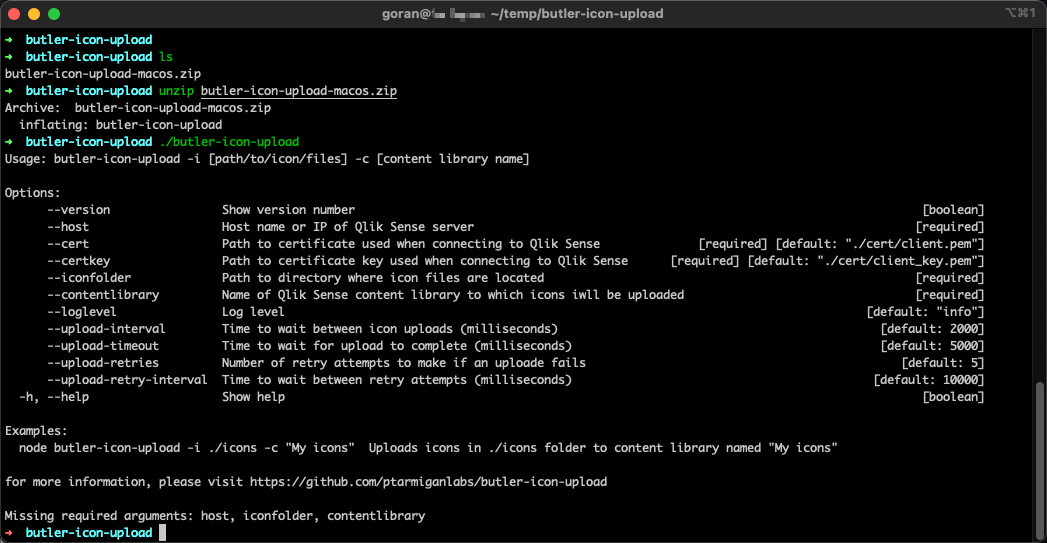 goran@ ~/temp/butler-icon-upload ⌥⌘1
➜ butler-icon-upload
➜ butler-icon-upload ls
butler-icon-upload-macos.zip
➜ butler-icon-upload unzip butler-icon-upload-macos.zip
Archive: butler-icon-upload-macos.zip
inflating: butler-icon-upload
➜ butler-icon-upload ./butler-icon-upload
Usage: butler-icon-upload -i [path/to/icon/files] -c [content library name]
Options:
--version Show version number [boolean]
--host Host name or IP of Qlik Sense server [required]
--cert Path to certificate used when connecting to Qlik Sense [required] [default: "./cert/client.pem"]
--certkey Path to certificate key used when connecting to Qlik Sense [required] [default: "./cert/client_key.pem"]
--iconfolder Path to directory where icon files are located [required]
--contentlibrary Name of Qlik Sense content library to which icons iwll be uploaded [required]
--loglevel Log level [default: "info"]
--upload-interval Time to wait between icon uploads (milliseconds) [default: 2000]
--upload-timeout Time to wait for upload to complete (milliseconds) [default: 5000]
--upload-retries Number of retry attempts to make if an uploade fails [default: 5]
--upload-retry-interval Time to wait between retry attempts (milliseconds) [default: 10000]
-h, --help Show help [boolean]
Examples:
node butler-icon-upload -i ./icons -c "My icons" Uploads icons in ./icons folder to content library named "My icons"
for more information, please visit https://github.com/ptarmiganlabs/butler-icon-upload
Missing required arguments: host, iconfolder, contentlibrary
➜ butler-icon-upload